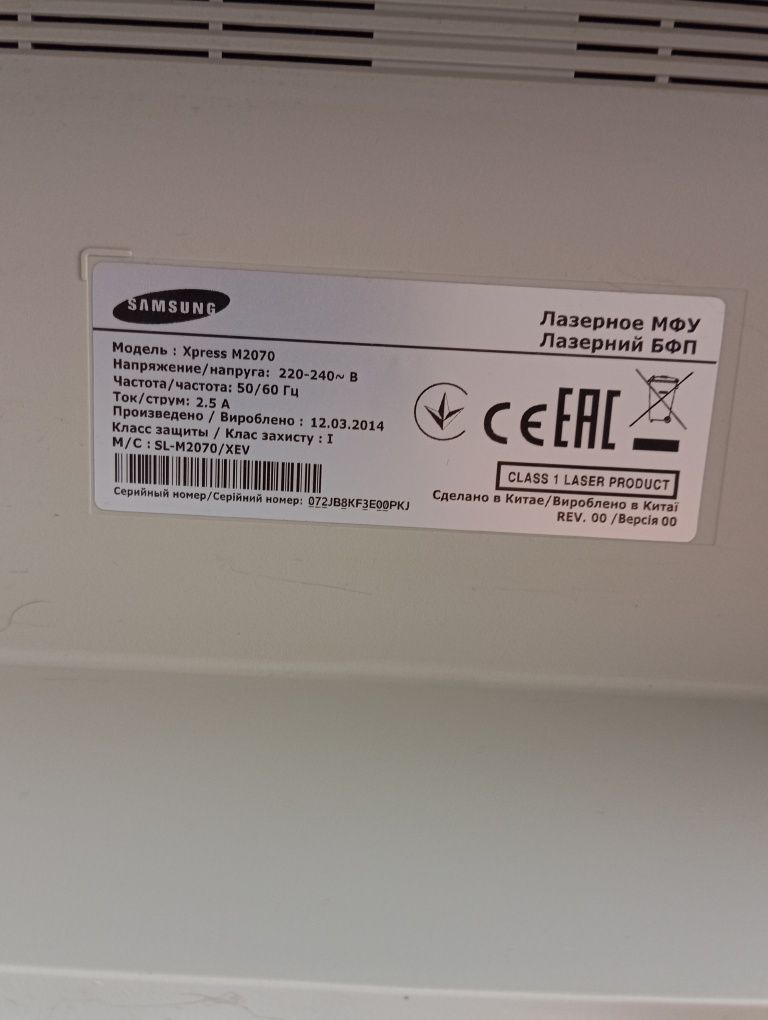 SAMSUNG
Лазерное МФУ
Лазерний БФП
Модель : Xpress M2070
Напряжение/напруга: 220-240~ В
Частота/частота: 50/60 Гц
Ток/струм: 2.5 А
Произведено / Вироблено : 12.03.2014
Класс защиты / Клас захисту : I
M/C : SL-M2070/XEV
Серийный номер/Серійний номер: 072JB8KF3E00PKJ
CE EAC
CLASS 1 LASER PRODUCT
Сделано в Китае/Вироблено в Китаї
REV. 00 /Версія 00